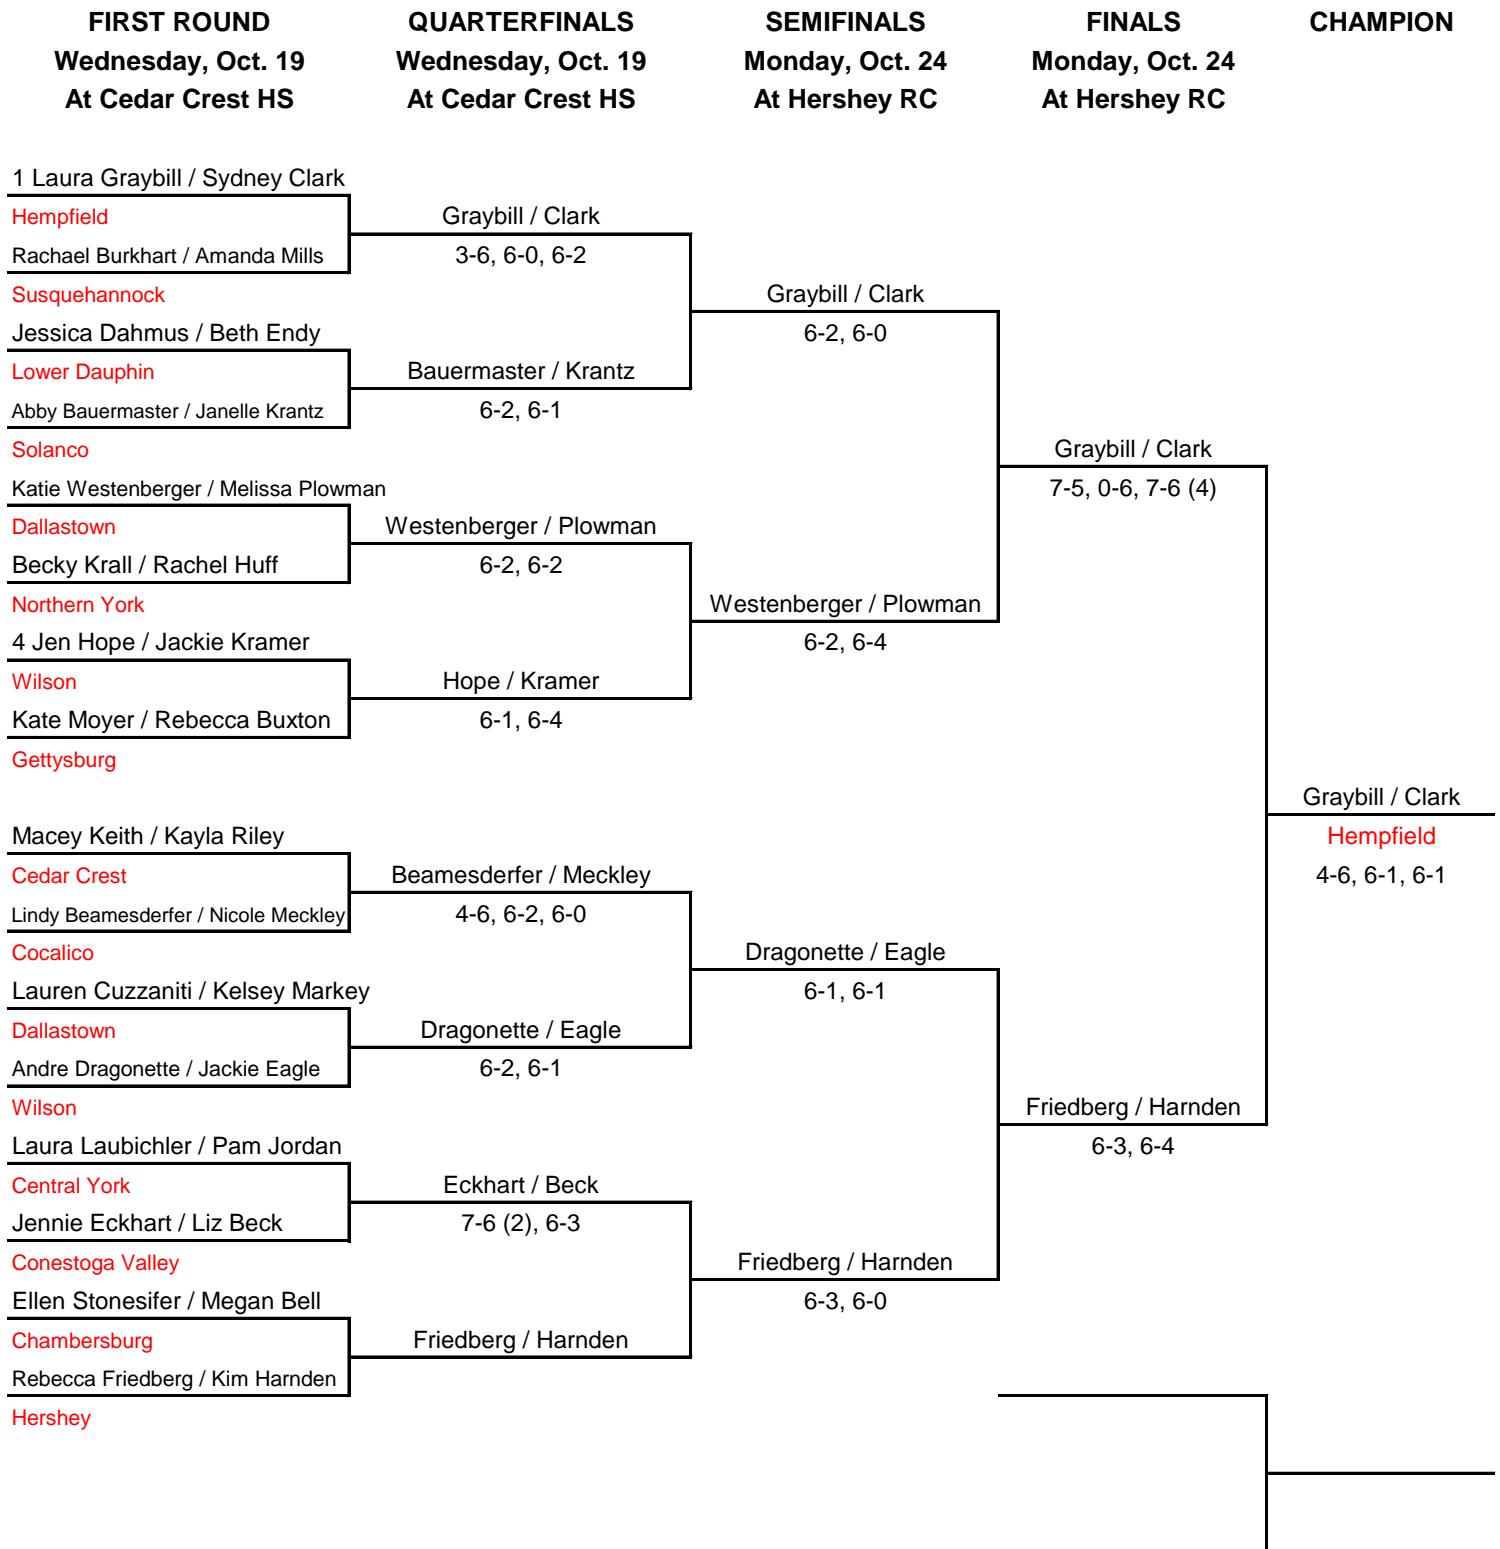 FIRST ROUND
Wednesday, Oct. 19
At Cedar Crest HS
QUARTERFINALS
Wednesday, Oct. 19
At Cedar Crest HS
SEMIFINALS
Monday, Oct. 24
At Hershey RC
FINALS
Monday, Oct. 24
At Hershey RC
CHAMPION
1 Laura Graybill / Sydney Clark
Hempfield
Rachael Burkhart / Amanda Mills
Susquehannock
Jessica Dahmus / Beth Endy
Lower Dauphin
Abby Bauermaster / Janelle Krantz
Solanco
Katie Westenberger / Melissa Plowman
Dallastown
Becky Krall / Rachel Huff
Northern York
4 Jen Hope / Jackie Kramer
Wilson
Kate Moyer / Rebecca Buxton
Gettysburg
Macey Keith / Kayla Riley
Cedar Crest
Lindy Beamesderfer / Nicole Meckley
Cocalico
Lauren Cuzzaniti / Kelsey Markey
Dallastown
Andre Dragonette / Jackie Eagle
Wilson
Laura Laubichler / Pam Jordan
Central York
Jennie Eckhart / Liz Beck
Conestoga Valley
Ellen Stonesifer / Megan Bell
Chambersburg
Rebecca Friedberg / Kim Harnden
Hershey
Graybill / Clark
3-6, 6-0, 6-2
Bauermaster / Krantz
6-2, 6-1
Westenberger / Plowman
6-2, 6-2
Hope / Kramer
6-1, 6-4
Beamesderfer / Meckley
4-6, 6-2, 6-0
Dragonette / Eagle
6-2, 6-1
Eckhart / Beck
7-6 (2), 6-3
Friedberg / Harnden
Graybill / Clark
6-2, 6-0
Westenberger / Plowman
6-2, 6-4
Dragonette / Eagle
6-1, 6-1
Friedberg / Harnden
6-3, 6-0
Graybill / Clark
7-5, 0-6, 7-6 (4)
Friedberg / Harnden
6-3, 6-4
Graybill / Clark
Hempfield
4-6, 6-1, 6-1